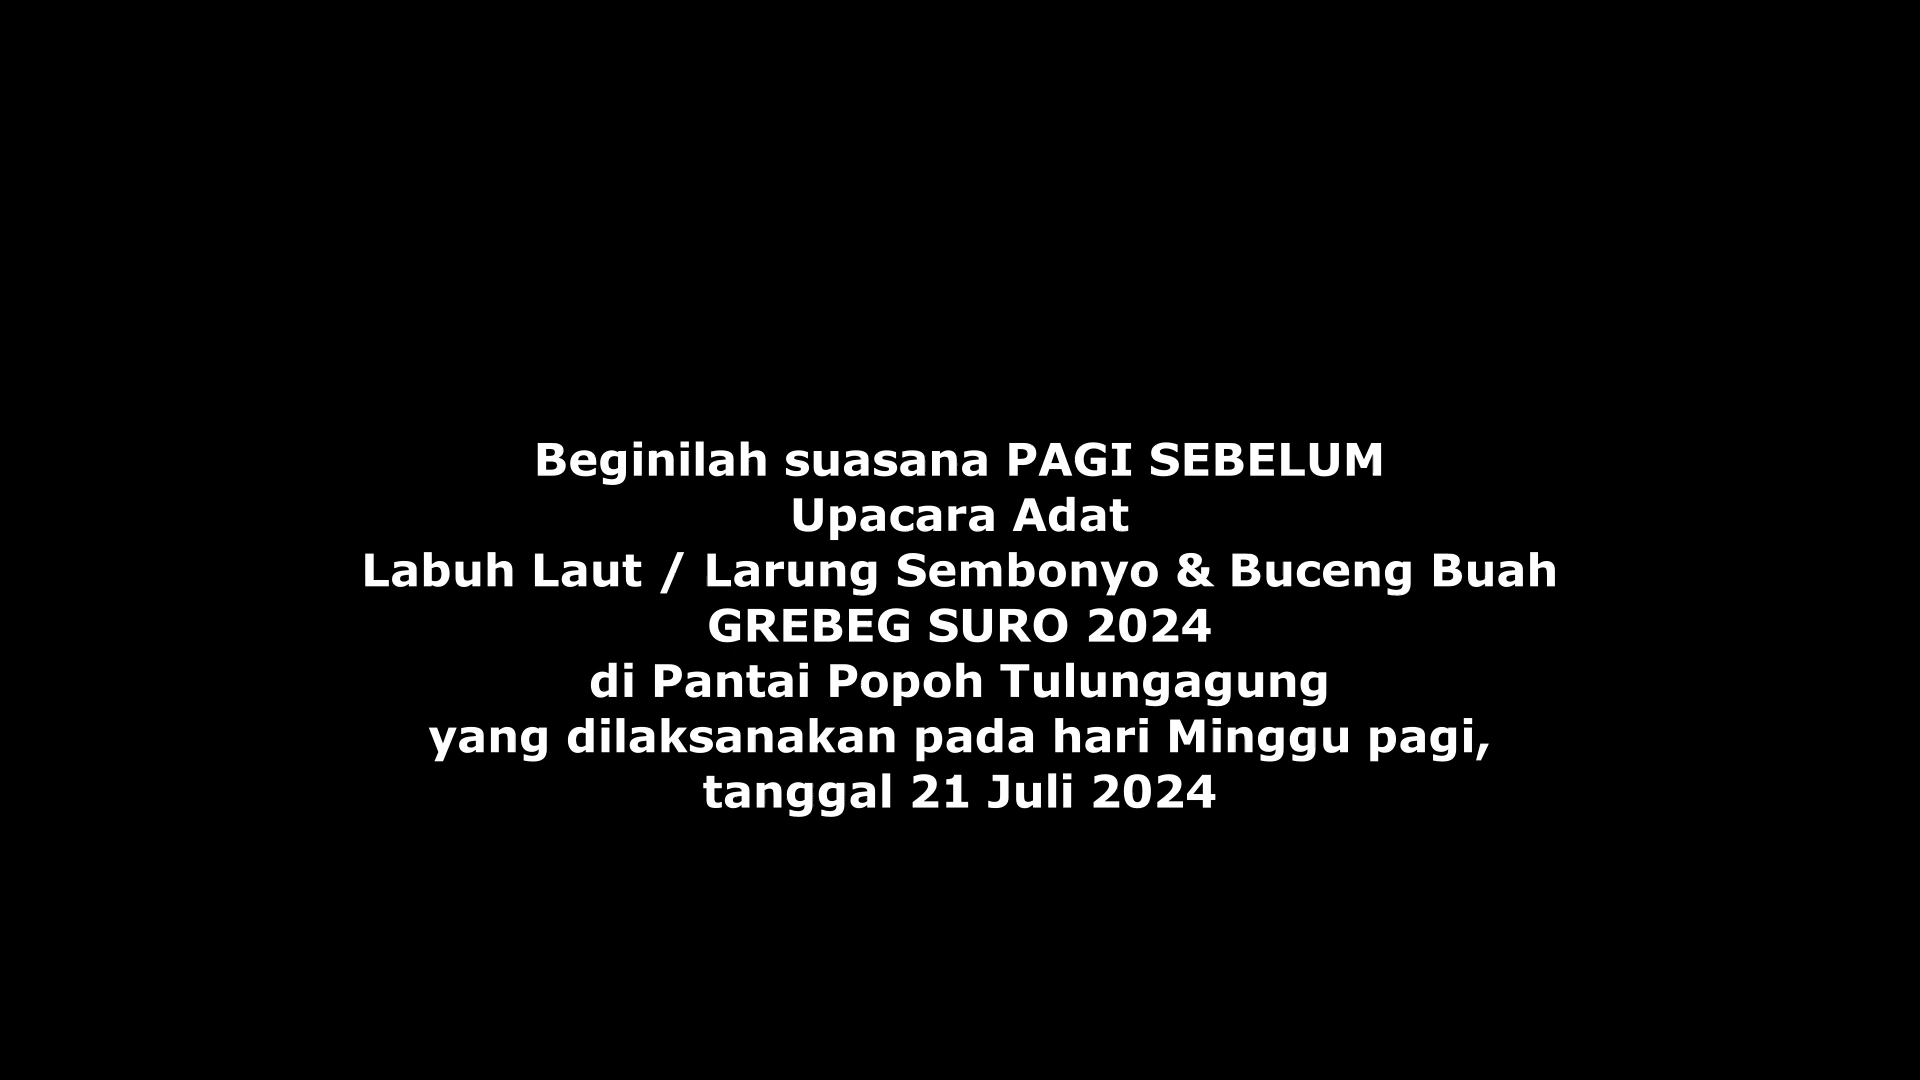 Beginilah suasana PAGI SEBELUM
Upacara Adat
Labuh Laut / Larung Sembonyo & Buceng Buah
GREBEG SURO 2024
di Pantai Popoh Tulungagung
yang dilaksanakan pada hari Minggu pagi,
tanggal 21 Juli 2024